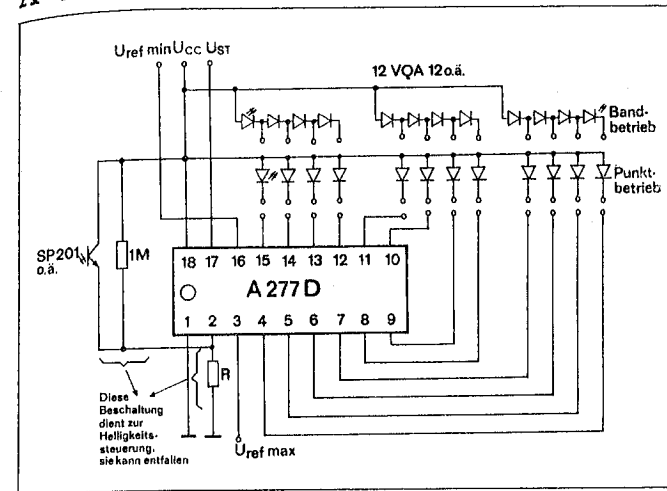 Uref min UCC UST
12 VQA 12 o.ä.
Band-
betrieb
Punkt-
betrieb
SP201
o.ä.
1M
18 17 16 15 14 13 12 11 10
A 277 D
1 2 3 4 5 6 7 8 9
R
Diese
Beschaltung
dient zur
Helligkeits-
steuerung,
sie kann entfallen
Uref max